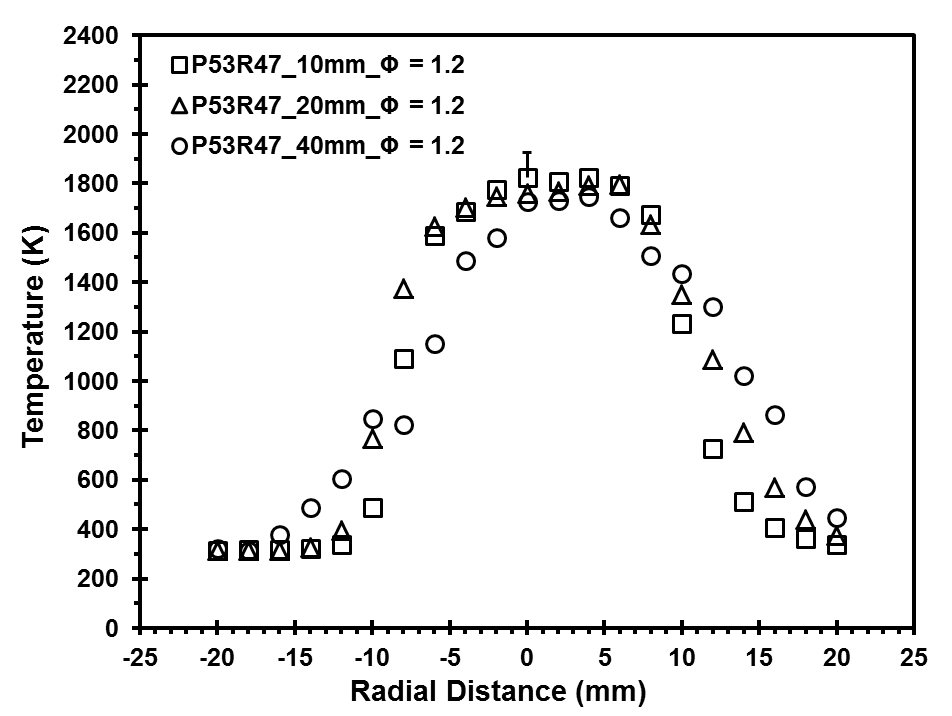 2400
2200
2000
1800
1600
1400
1200
1000
800
600
400
200
0
P53R47_10mm_Φ = 1.2
P53R47_20mm_Φ = 1.2
P53R47_40mm_Φ = 1.2
Temperature (K)
-25 -20 -15 -10 -5 0 5 10 15 20 25
Radial Distance (mm)